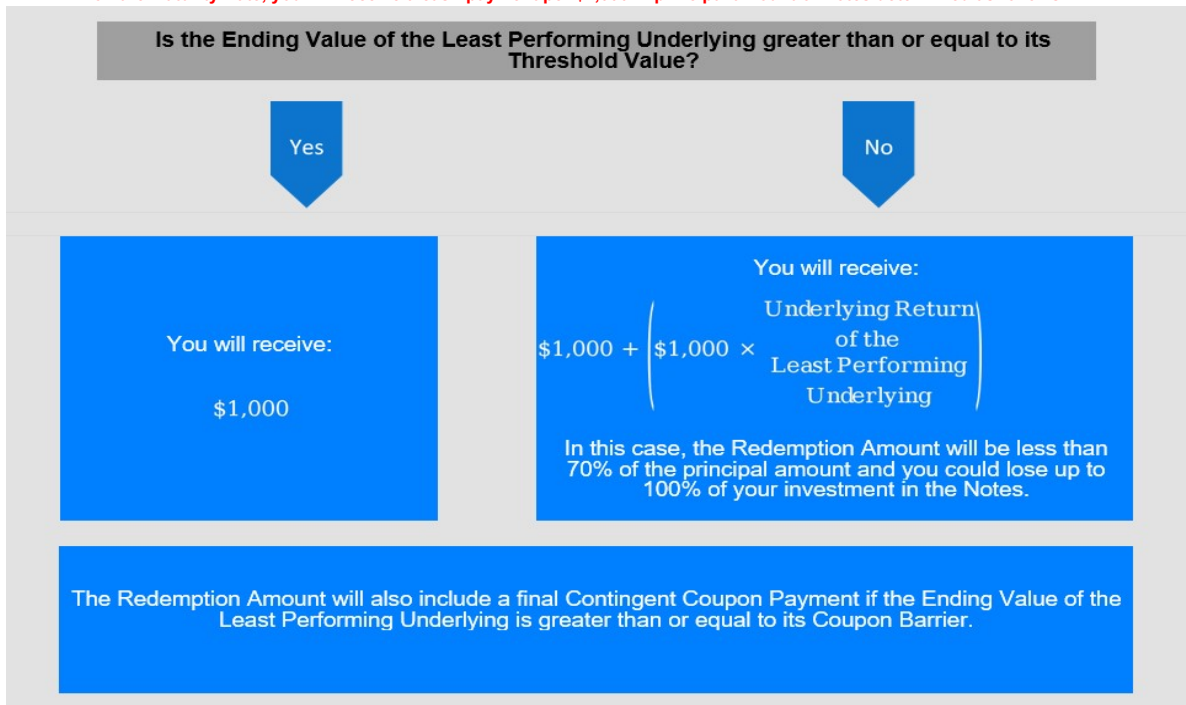 Is the Ending Value of the Least Performing Underlying greater than or equal to its
Threshold Value?
Yes
No
You will receive:
$1,000
You will receive:
$1,000 + ($1,000 × Underlying Return
of the
Least Performing
Underlying)
In this case, the Redemption Amount will be less than
70% of the principal amount and you could lose up to
100% of your investment in the Notes.
The Redemption Amount will also include a final Contingent Coupon Payment if the Ending Value of the
Least Performing Underlying is greater than or equal to its Coupon Barrier.